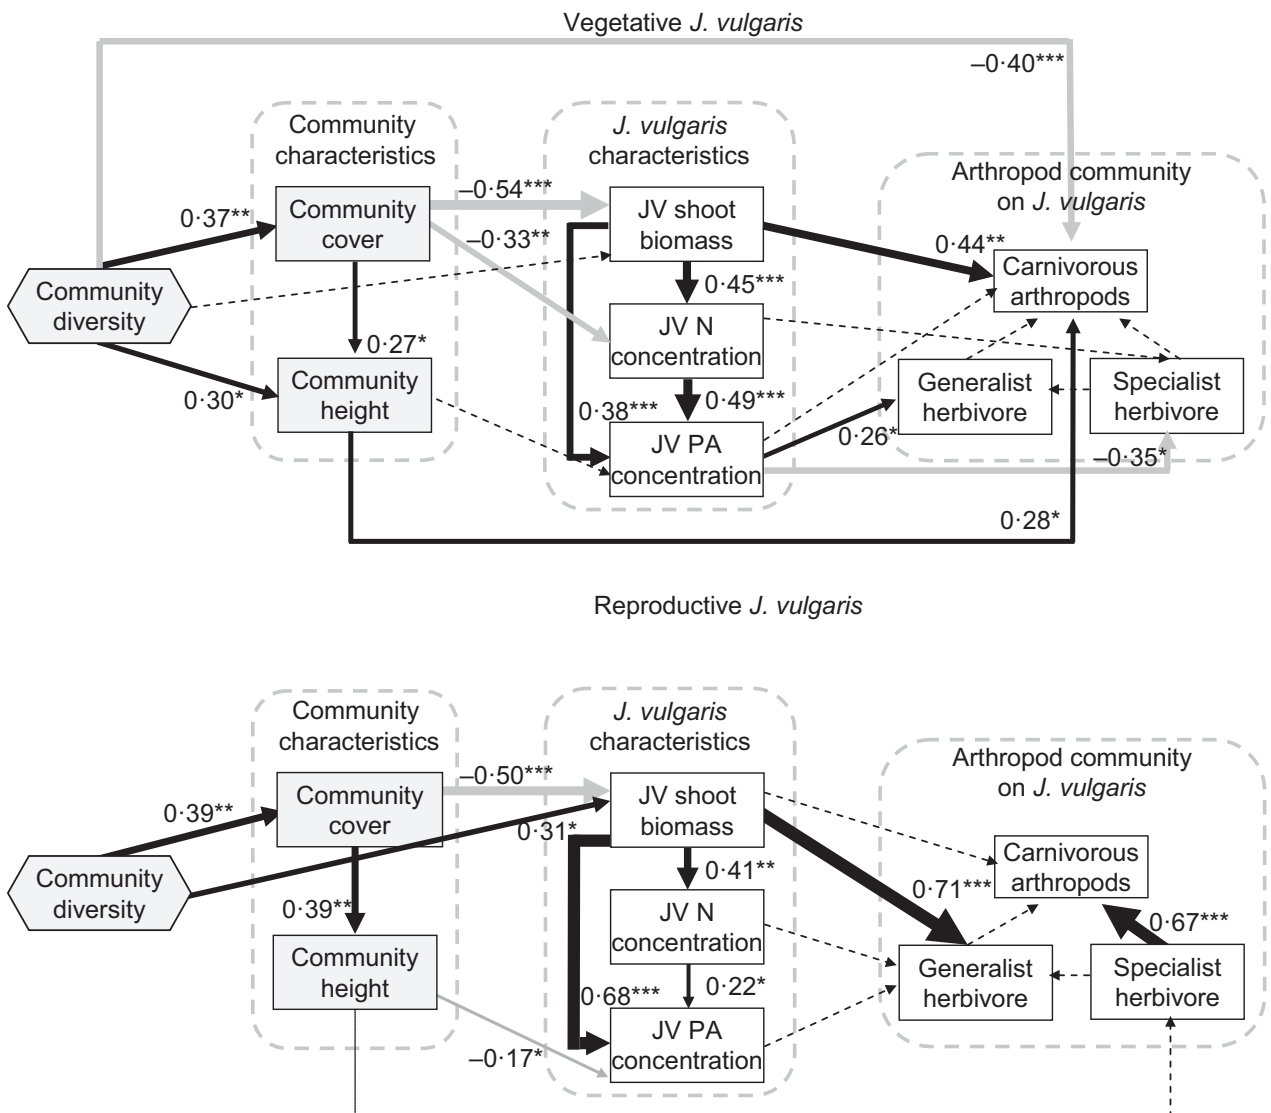 Vegetative J. vulgaris
–0·40***
Community
characteristics
J. vulgaris
characteristics
Arthropod community
on J. vulgaris
–0·54***
0·37**
Community
cover
–0·33**
JV shoot
biomass
0·44**
Carnivorous
arthropods
Community
diversity
0·45***
JV N
concentration
0·27*
0·30*
Community
height
0·38***
0·49***
Generalist
herbivore
Specialist
herbivore
0·26*
JV PA
concentration
–0·35*
0·28*
Reproductive J. vulgaris
Community
characteristics
J. vulgaris
characteristics
Arthropod community
on J. vulgaris
–0·50***
0·39**
Community
cover
0·31*
JV shoot
biomass
Carnivorous
arthropods
Community
diversity
0·41**
0·71***
0·39**
JV N
concentration
0·67***
Community
height
Generalist
herbivore
Specialist
herbivore
0·68***
0·22*
JV PA
concentration
–0·17*